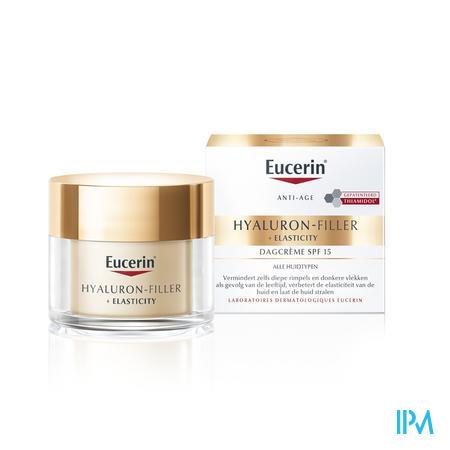 Eucerin®
HYALURON-FILLER
+ ELASTICITY
Eucerin®
ANTI-AGE
GEPATENTEERD
THIAMIDOL®
HYALURON-FILLER
+ ELASTICITY
DAGCRÈME SPF 15
ALLE HUIDTYPEN
Vermindert zelfs diepe rimpels en donkere vlekken
als gevolg van de leeftijd, verbetert de elasticiteit van de
huid en laat de huid stralen
LABORATOIRES DERMATOLOGIQUES EUCERIN
IPM